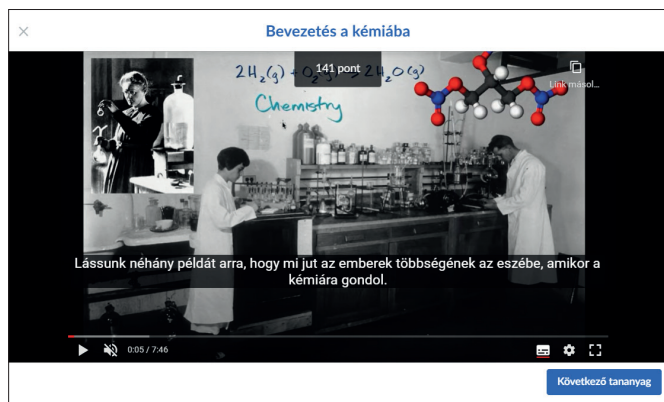 Bevezetés a kémiába
141 pont
2H₂(g) + O₂ 2H₂O(g)
Link másol...
Chemistry
Lássunk néhány példát arra, hogy mi jut az emberek többségének az eszébe, amikor a
kémiára gondol.
0:05 / 7:46
Következő tananyag